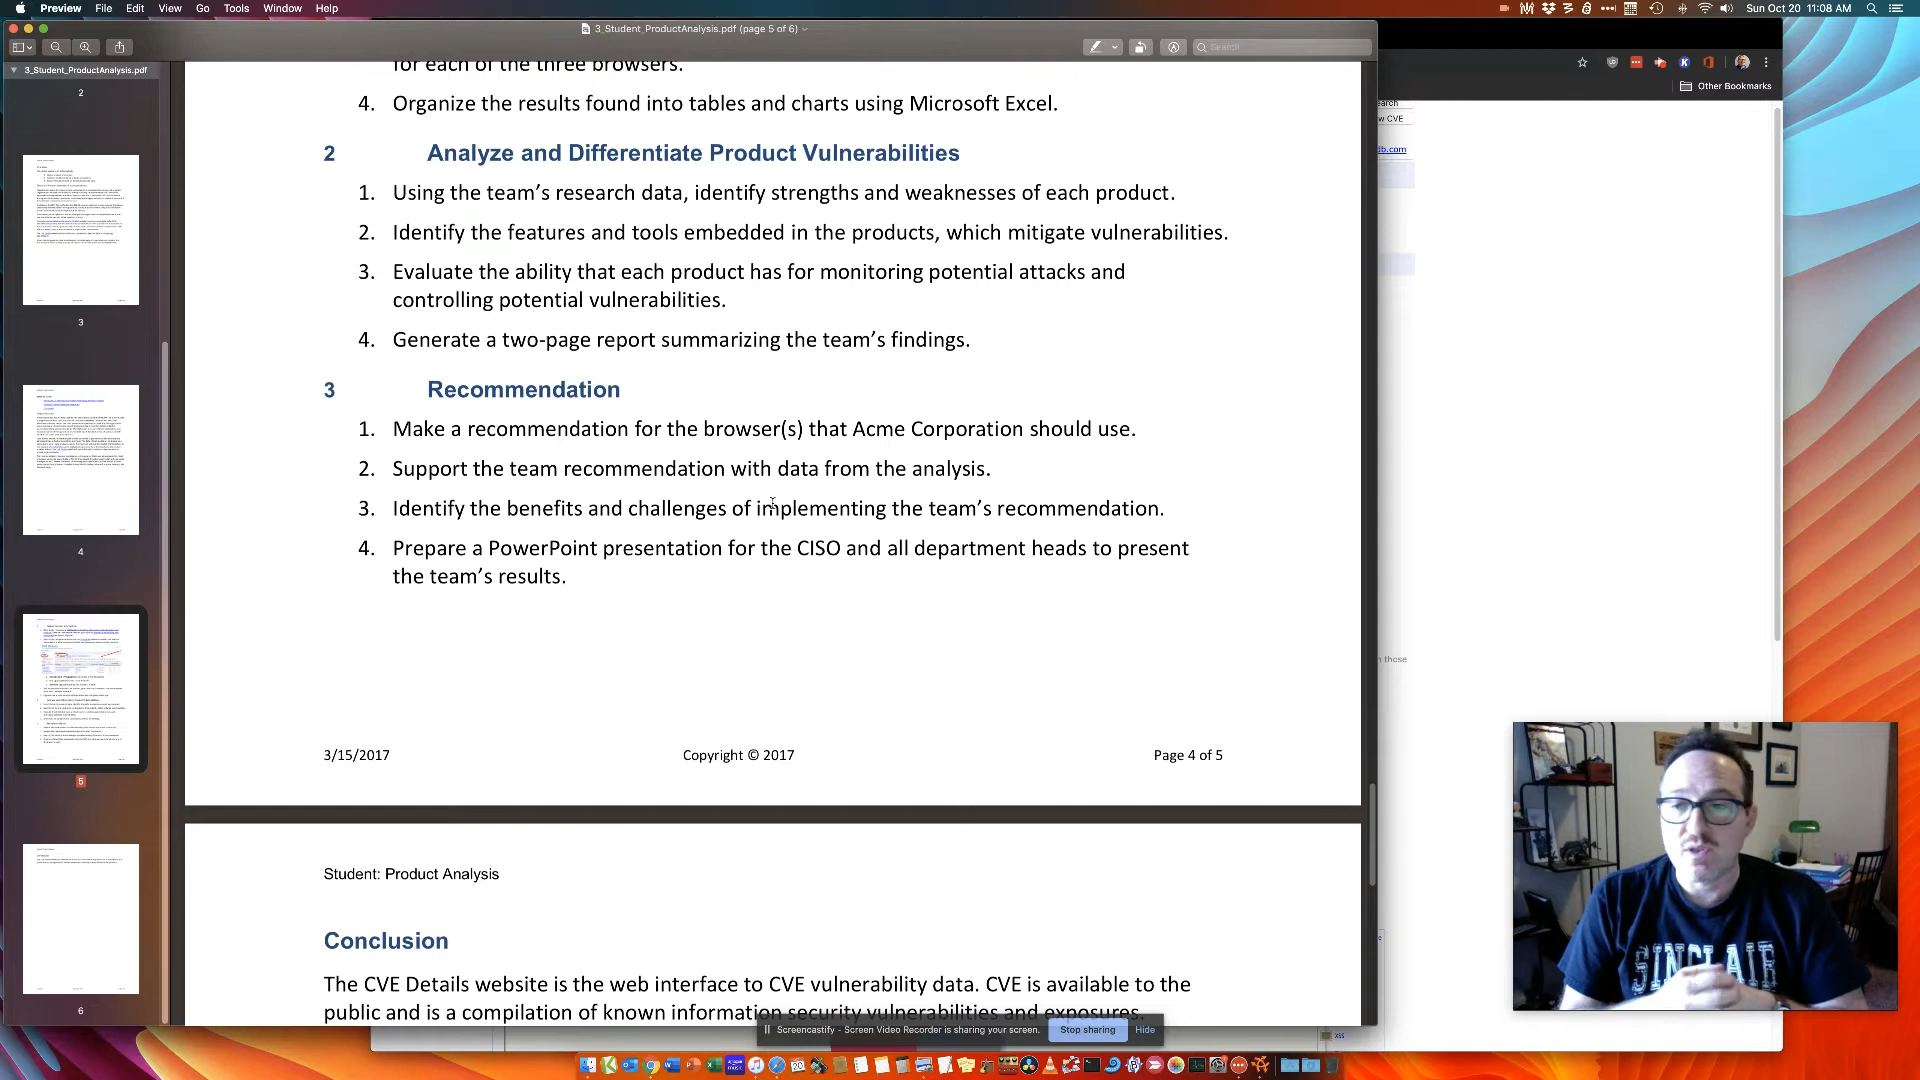 Preview File Edit View Go Tools Window Help
Sun Oct 20 11:08 AM
3_Student_ProductAnalysis.pdf (page 5 of 6)
Search
3_Student_ProductAnalysis.pdf
2
3
4
5
6
for each of the three browsers.
4. Organize the results found into tables and charts using Microsoft Excel.
2 Analyze and Differentiate Product Vulnerabilities
1. Using the team’s research data, identify strengths and weaknesses of each product.
2. Identify the features and tools embedded in the products, which mitigate vulnerabilities.
3. Evaluate the ability that each product has for monitoring potential attacks and
controlling potential vulnerabilities.
4. Generate a two-page report summarizing the team’s findings.
3 Recommendation
1. Make a recommendation for the browser(s) that Acme Corporation should use.
2. Support the team recommendation with data from the analysis.
3. Identify the benefits and challenges of implementing the team’s recommendation.
4. Prepare a PowerPoint presentation for the CISO and all department heads to present
the team’s results.
3/15/2017 Copyright © 2017 Page 4 of 5
Student: Product Analysis
Conclusion
The CVE Details website is the web interface to CVE vulnerability data. CVE is available to the
public and is a compilation of known information security vulnerabilities and exposures.
Screencastify - Screen Video Recorder is sharing your screen. Stop sharing Hide
Other Bookmarks
earch
w CVE
db.com
n those
XSS
SINCLAIR